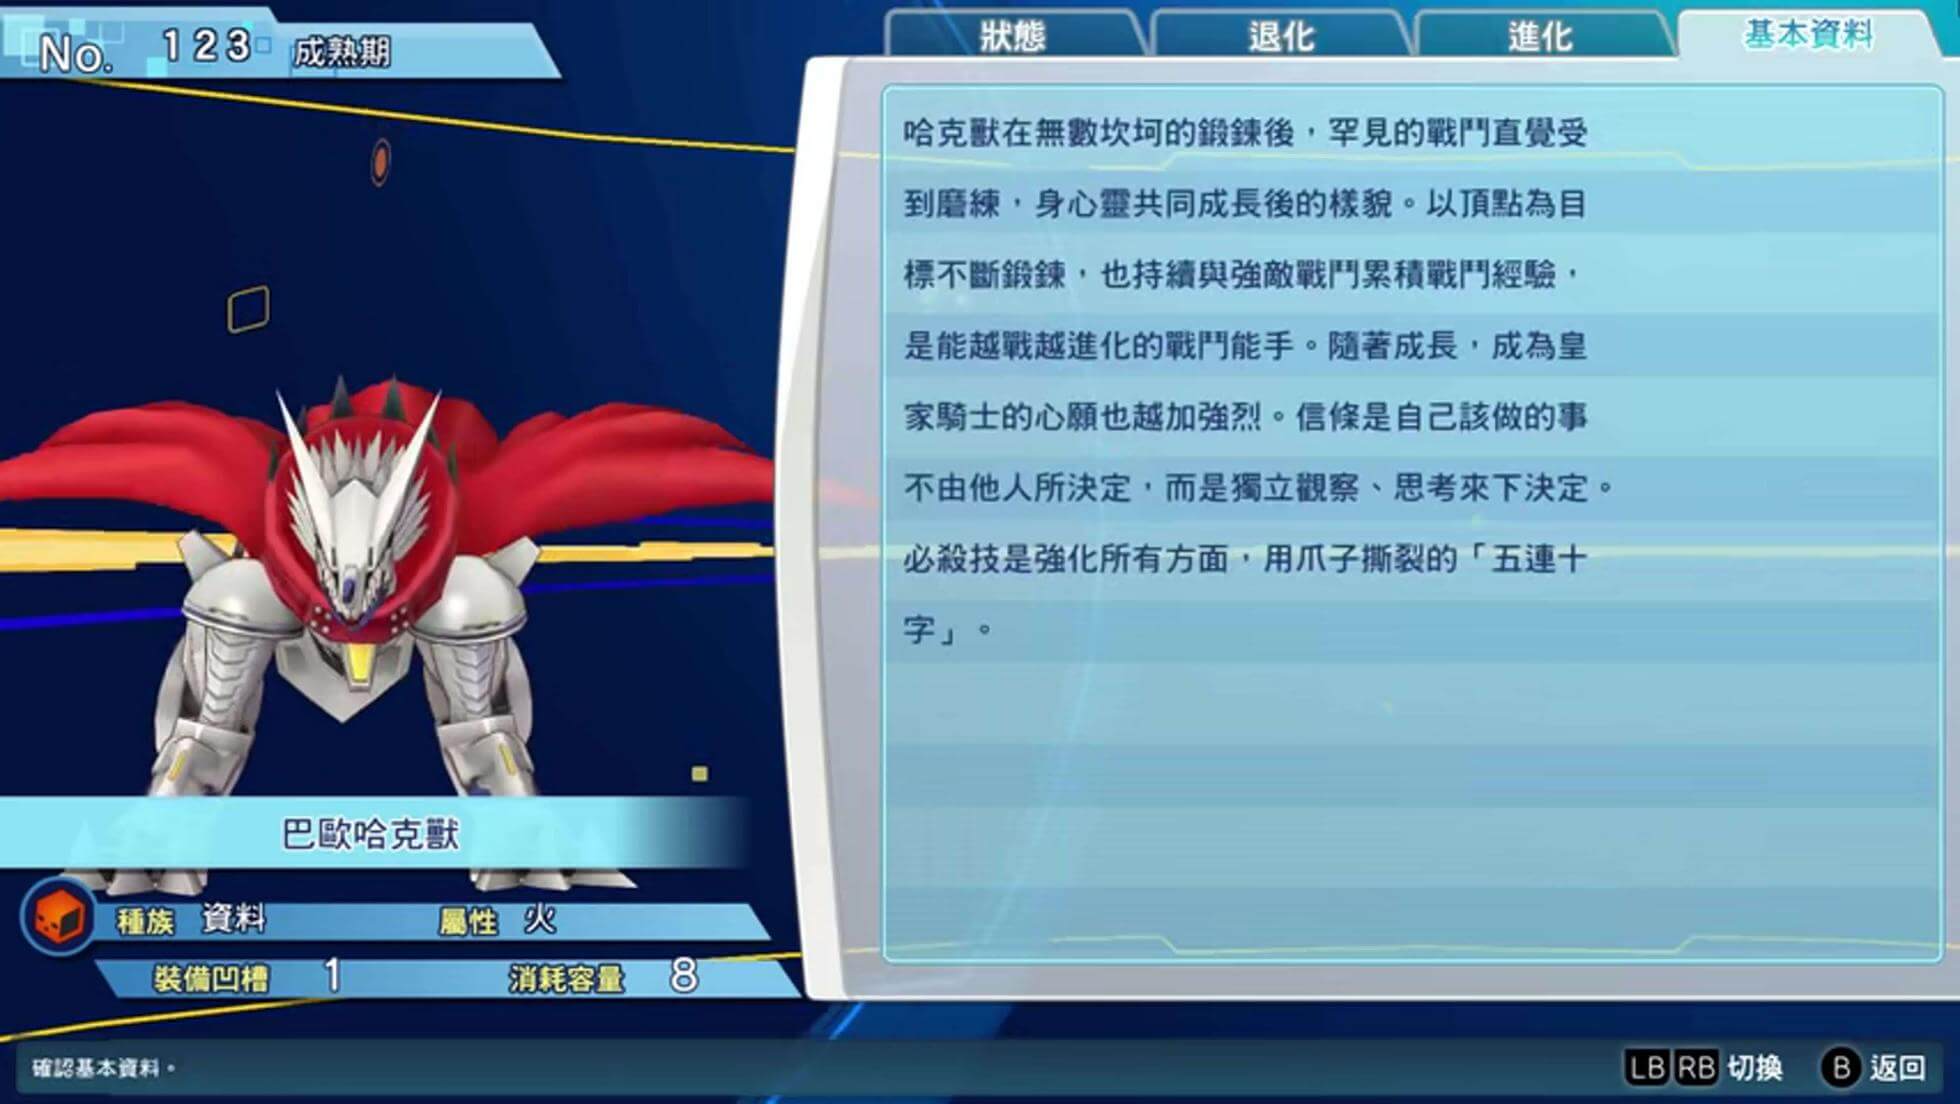 No. 123 成熟期
狀態
退化
進化
基本資料
哈克獸在無數坎坷的鍛鍊後，罕見的戰鬥直覺受
到磨練，身心靈共同成長後的樣貌。以頂點為目
標不斷鍛鍊，也持續與強敵戰鬥累積戰鬥經驗，
是能越戰越進化的戰鬥能手。隨著成長，成為皇
家騎士的心願也越加強烈。信條是自己該做的事
不由他人所決定，而是獨立觀察、思考來下決定。
必殺技是強化所有方面，用爪子撕裂的「五連十
字」。
巴歐哈克獸
種族 資料 屬性 火
裝備凹槽 1 消耗容量 8
確認基本資料。
LB RB 切換 B 返回